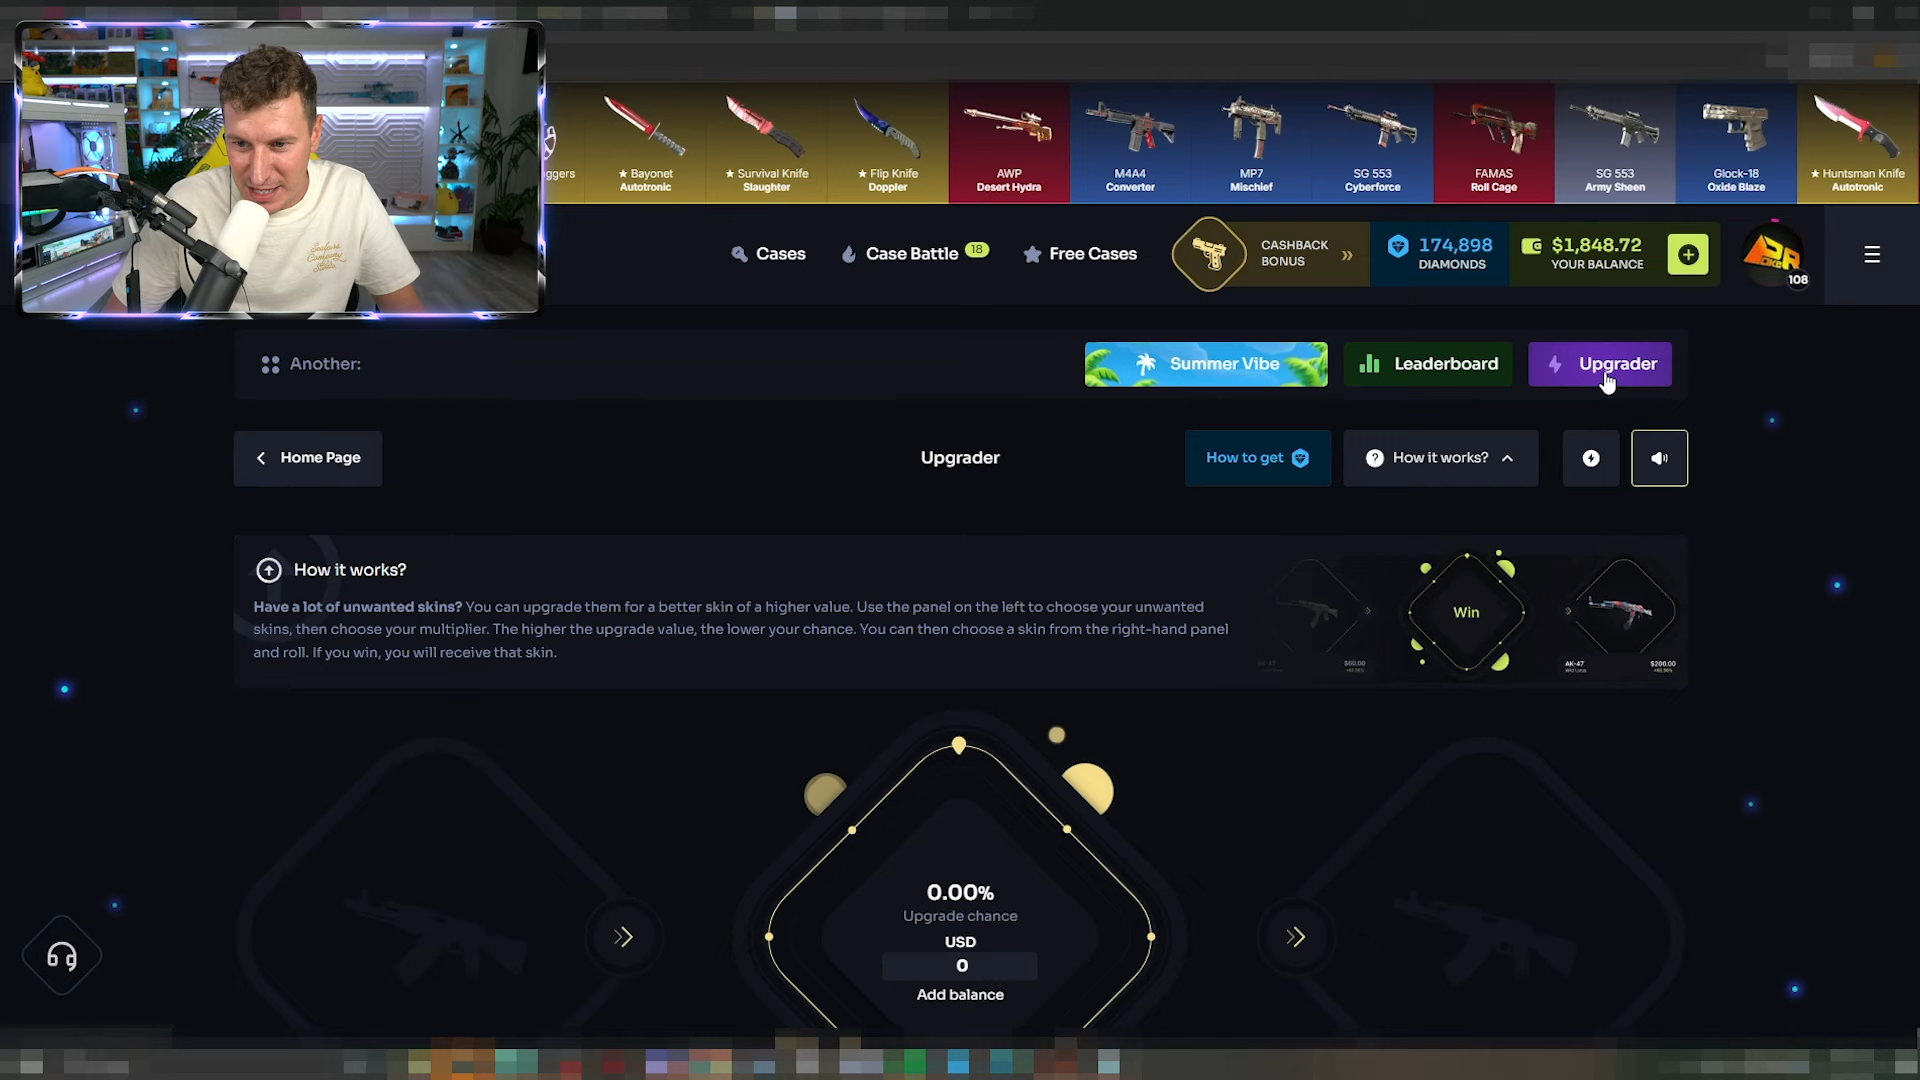 ggers
★ Bayonet
Autotronic
★ Survival Knife
Slaughter
★ Flip Knife
Doppler
AWP
Desert Hydra
M4A4
Converter
MP7
Mischief
SG 553
Cyberforce
FAMAS
Roll Cage
SG 553
Army Sheen
Glock-18
Oxide Blaze
★ Huntsman Knife
Autotronic
Cases
Case Battle 18
Free Cases
CASHBACK
BONUS
174,898
DIAMONDS
$1,848.72
YOUR BALANCE
108
Another:
Summer Vibe
Leaderboard
Upgrader
Home Page
Upgrader
How to get
How it works?
How it works?
Have a lot of unwanted skins? You can upgrade them for a better skin of a higher value. Use the panel on the left to choose your unwanted
skins, then choose your multiplier. The higher the upgrade value, the lower your chance. You can then choose a skin from the right-hand panel
and roll. If you win, you will receive that skin.
Win
AK-47
$200.00
0.00%
Upgrade chance
USD
0
Add balance